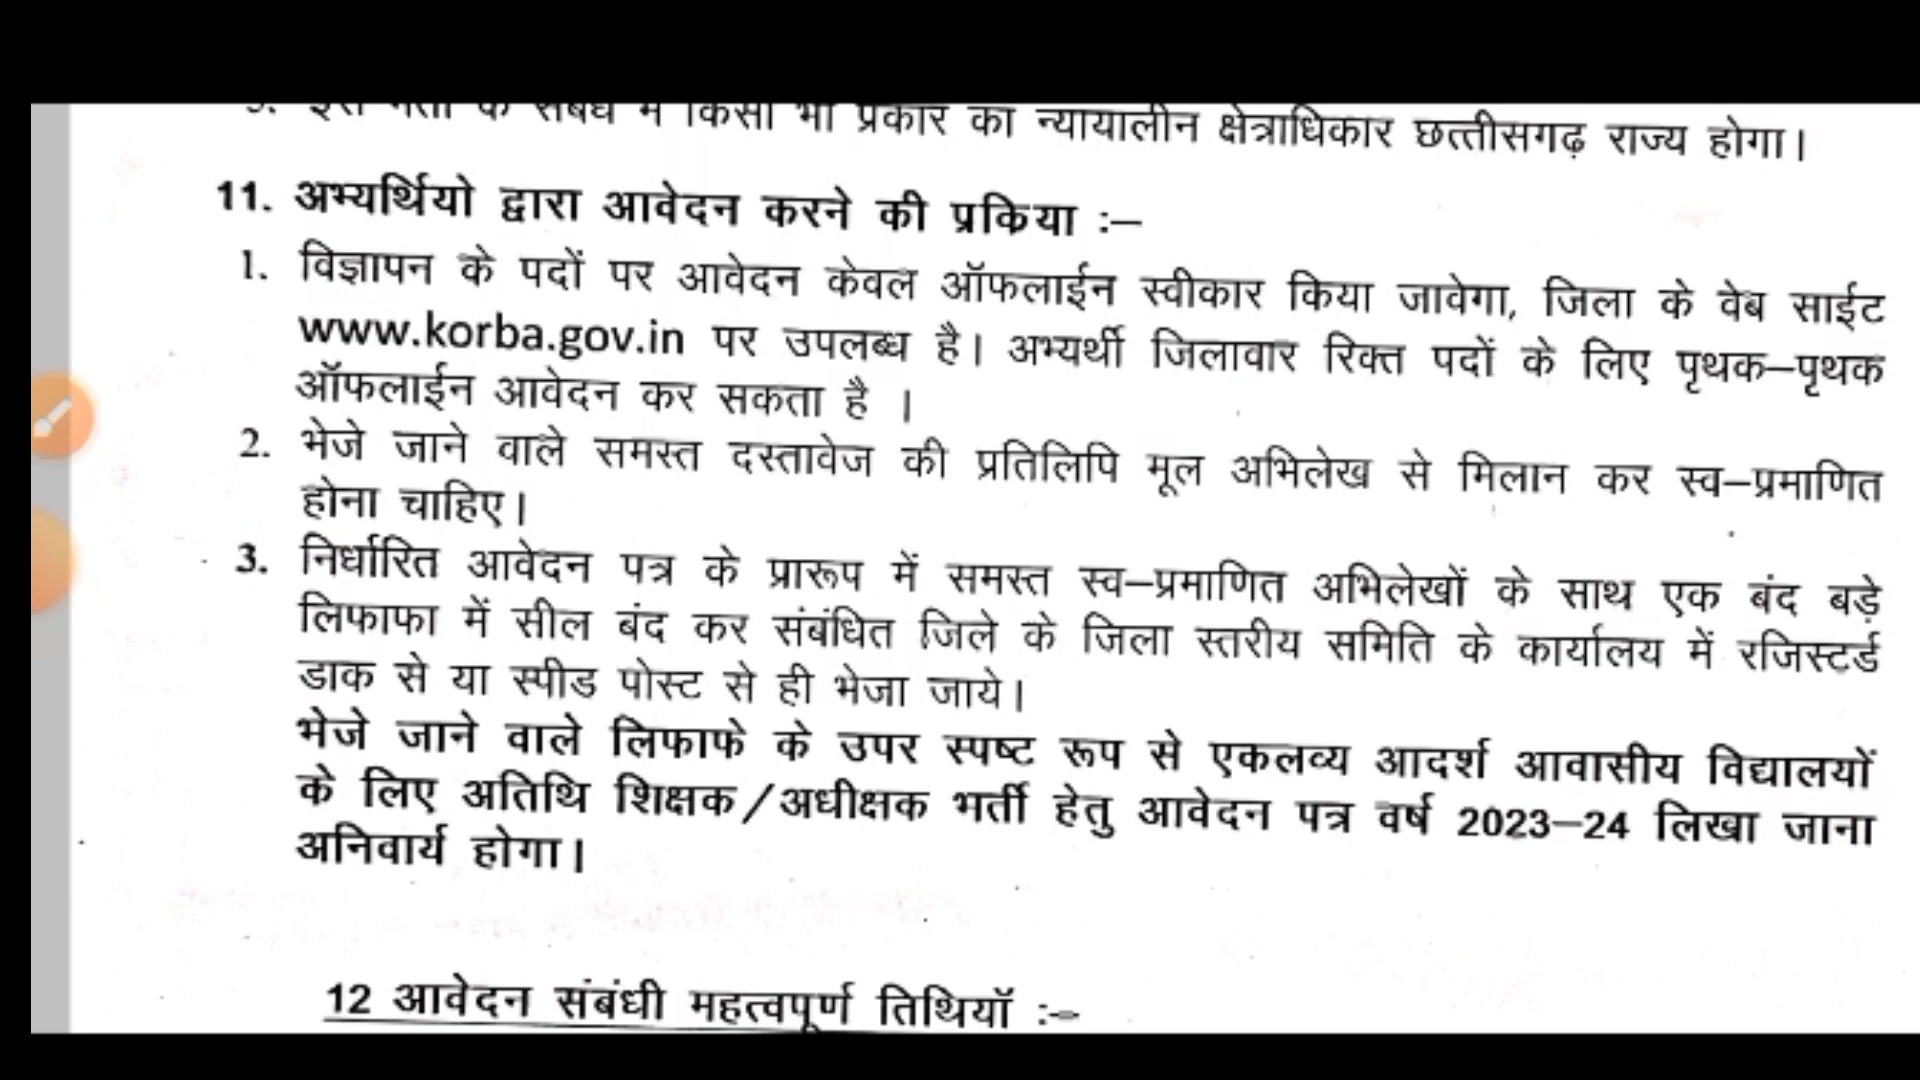 इस भर्ती के संबंध में किसी भी प्रकार का न्यायालीन क्षेत्राधिकार छत्तीसगढ़ राज्य होगा।
11. अभ्यर्थियो द्वारा आवेदन करने की प्रकिया :–
1. विज्ञापन के पदों पर आवेदन केवल ऑफलाईन स्वीकार किया जावेगा, जिला के वेब साईट
www.korba.gov.in पर उपलब्ध है। अभ्यर्थी जिलावार रिक्त पदों के लिए पृथक–पृथक
ऑफलाईन आवेदन कर सकता है ।
2. भेजे जाने वाले समस्त दस्तावेज की प्रतिलिपि मूल अभिलेख से मिलान कर स्व–प्रमाणित
होना चाहिए।
3. निर्धारित आवेदन पत्र के प्रारूप में समस्त स्व–प्रमाणित अभिलेखों के साथ एक बंद बड़े
लिफाफा में सील बंद कर संबंधित जिले के जिला स्तरीय समिति के कार्यालय में रजिस्टर्ड
डाक से या स्पीड पोस्ट से ही भेजा जाये।
भेजे जाने वाले लिफाफे के उपर स्पष्ट रूप से एकलव्य आदर्श आवासीय विद्यालयों
के लिए अतिथि शिक्षक/अधीक्षक भर्ती हेतु आवेदन पत्र वर्ष 2023–24 लिखा जाना
अनिवार्य होगा।
12 आवेदन संबंधी महत्वपूर्ण तिथियॉ :–